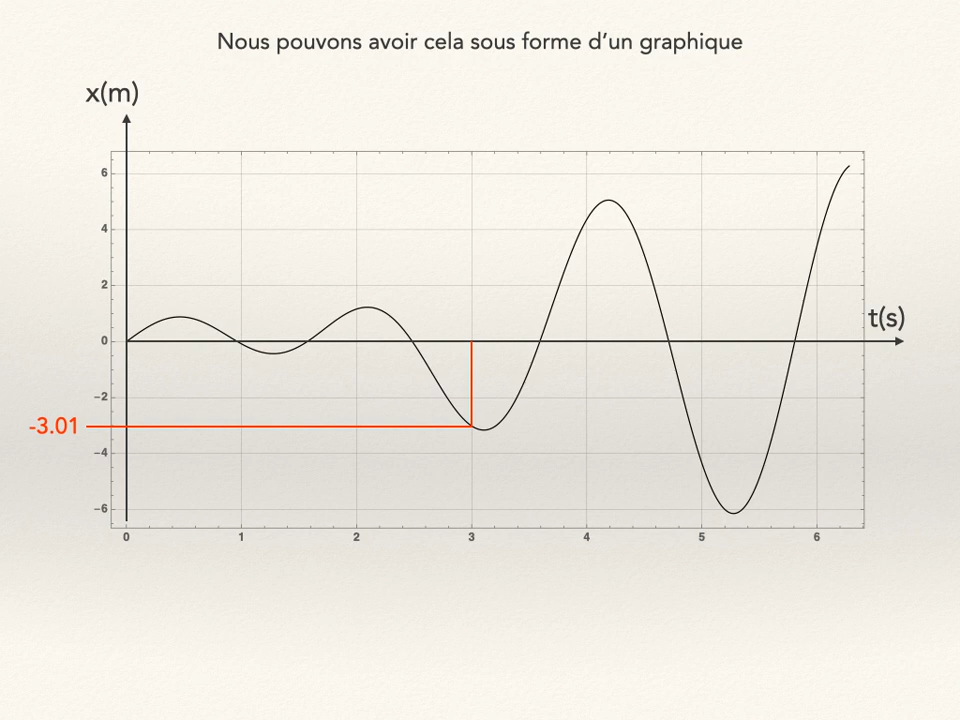 Nous pouvons avoir cela sous forme d’un graphique
x(m)
6
4
2
t(s)
0
−2
-3.01
−4
−6
0 1 2 3 4 5 6